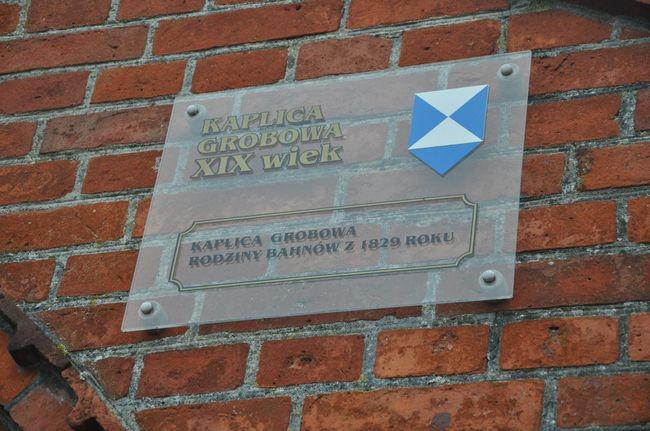 KAPLICA
GROBOWA
XIX wiek
KAPLICA GROBOWA
RODZINY BAHNÓW Z 1829 ROKU